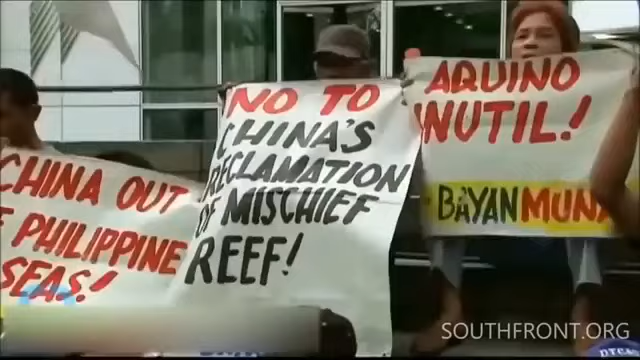 CHINA OUT
PHILIPPINE
SEAS!
NO TO
CHINA'S
RECLAMATION
OF MISCHIEF
REEF!
AQUINO
INUTIL!
BAYAN MUNA
SOUTHFRONT.ORG